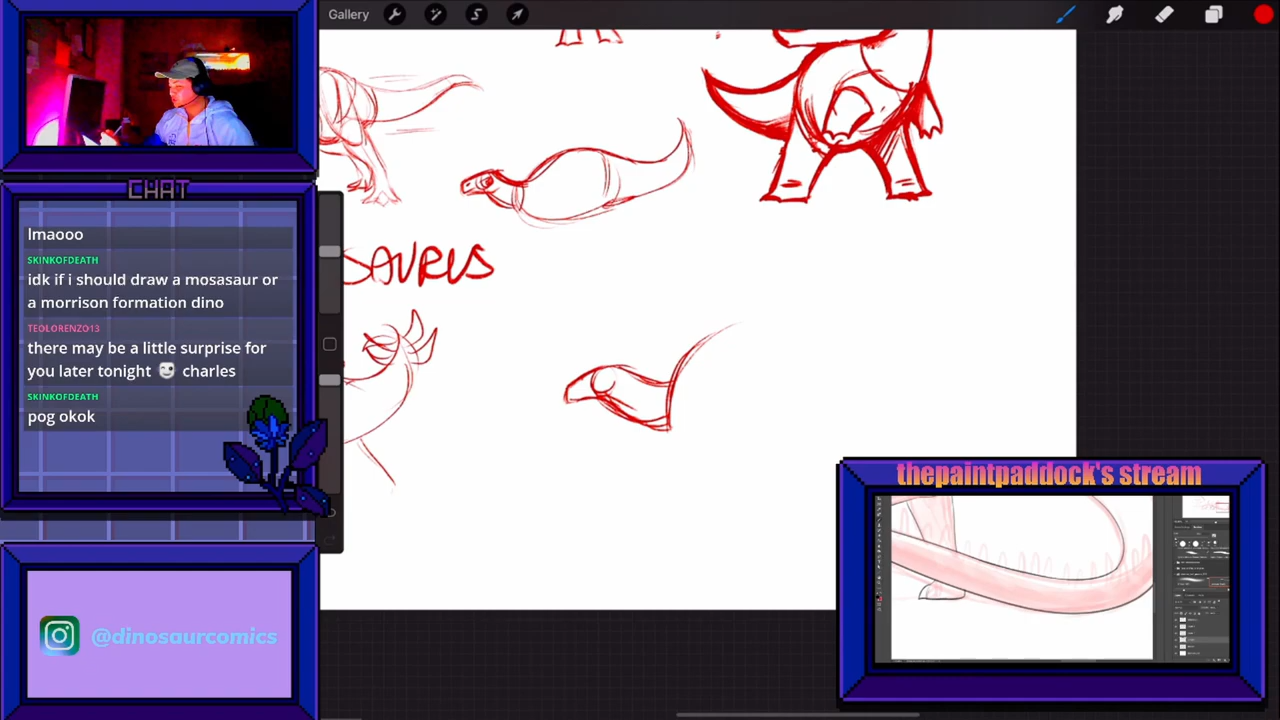 Gallery
CHAT
lmaooo
SKINKOFDEATH
idk if i should draw a mosasaur or
a morrison formation dino
TEOLORENZO13
there may be a little surprise for
you later tonight charles
SKINKOFDEATH
pog okok
SAURUS
thepaintpaddock's stream
@dinosaurcomics